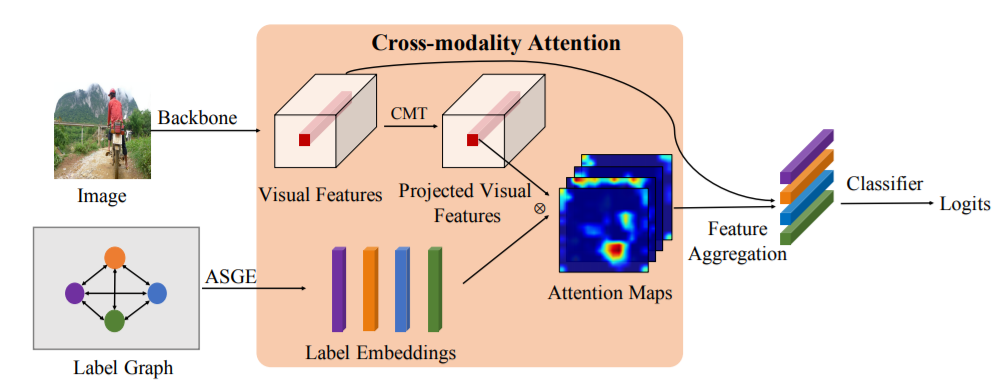 Cross-modality Attention
Backbone
CMT
Image
Visual Features
Projected Visual
Features
⊗
Classifier
Logits
Feature
Aggregation
ASGE
Attention Maps
Label Embeddings
Label Graph